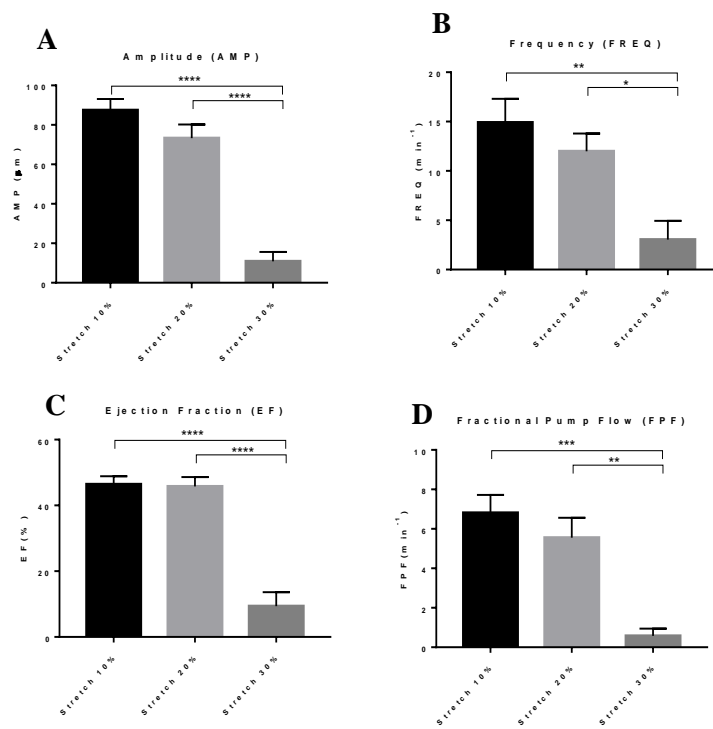 A
Amplitude (AMP)
****
****
100
80
60
40
20
0
Stretch 10%
Stretch 20%
Stretch 30%
B
Frequency (FREQ)
**
*
FREQ (min⁻¹)
20
15
10
5
0
Stretch 10%
Stretch 20%
Stretch 30%
C
Ejection Fraction (EF)
****
****
EF(%)
60
40
20
0
Stretch 10%
Stretch 20%
Stretch 30%
D
Fractional Pump Flow (FPF)
***
**
FPF(min⁻¹)
10
8
6
4
2
0
Stretch 10%
Stretch 20%
Stretch 30%